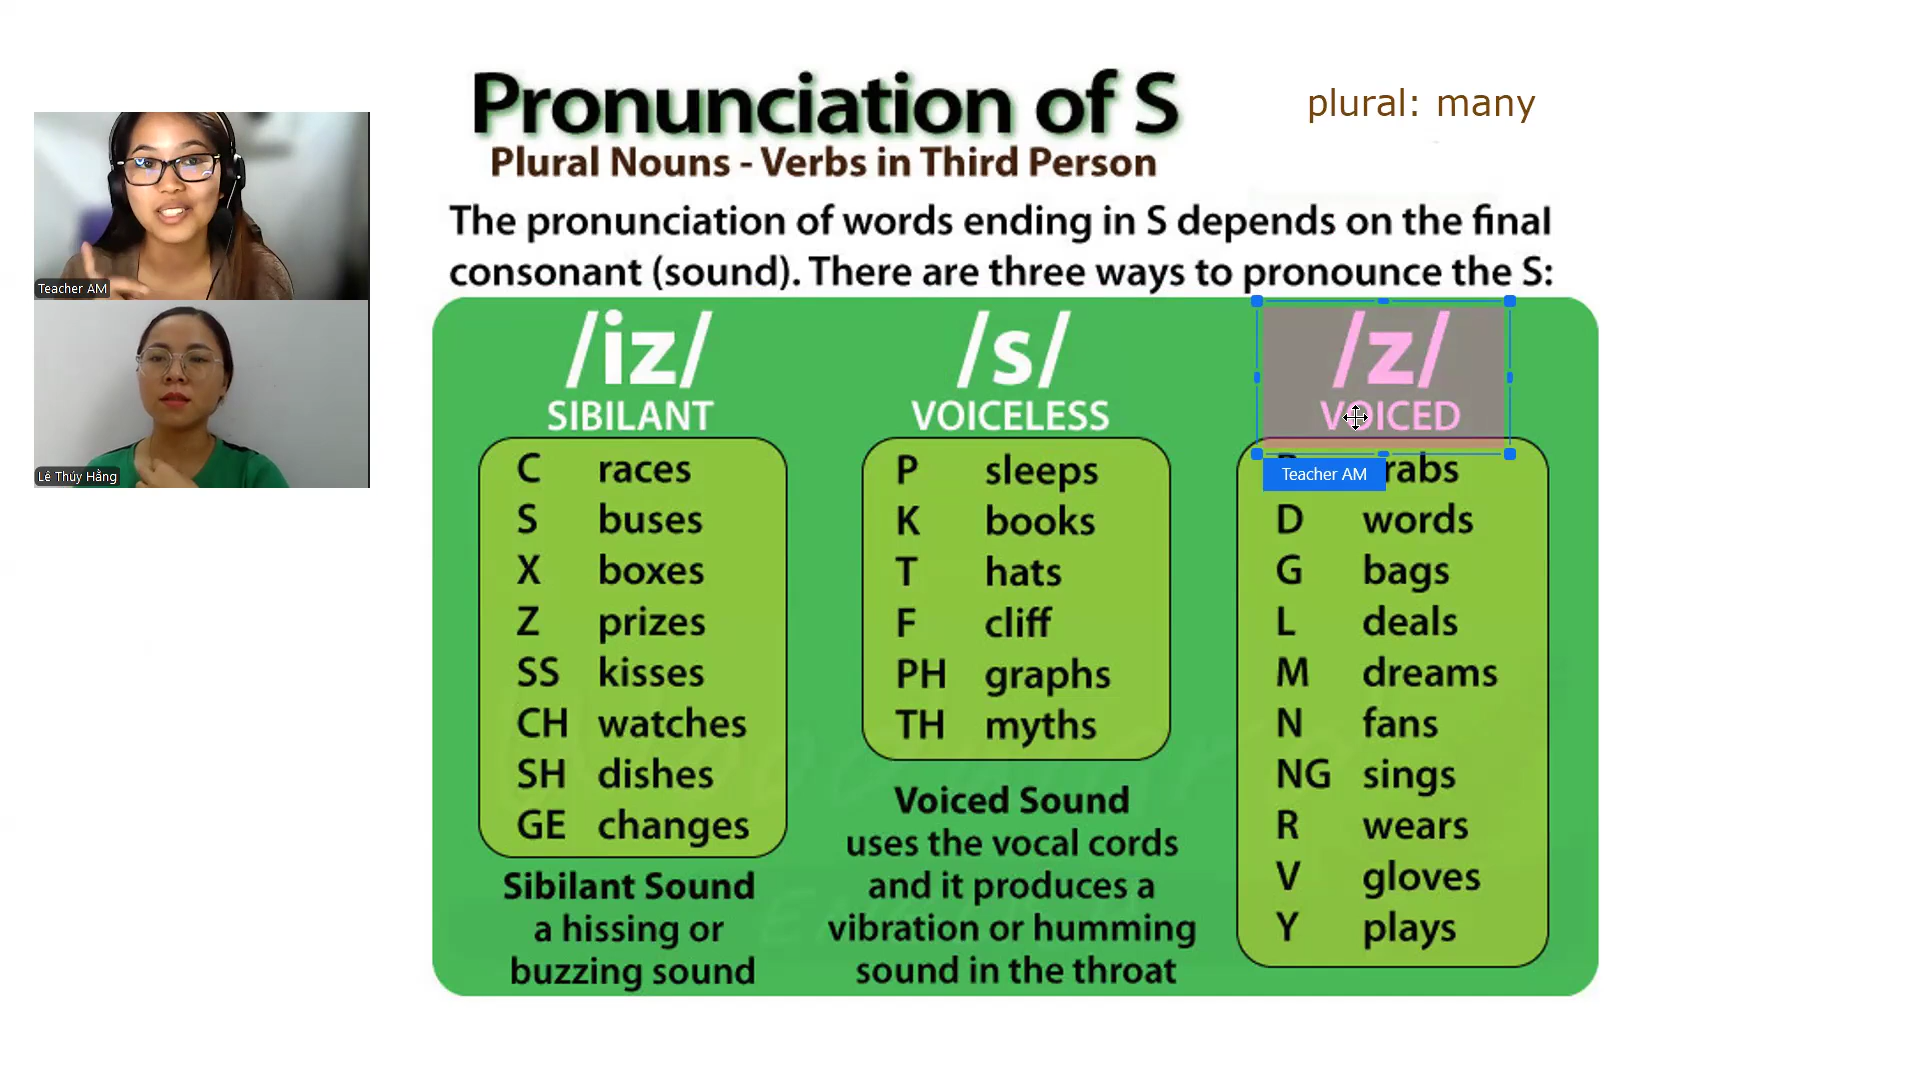 Pronunciation of S
plural: many
Plural Nouns - Verbs in Third Person
The pronunciation of words ending in S depends on the final
consonant (sound). There are three ways to pronounce the S:
Teacher AM
Lê Thúy Hằng
/iz/
SIBILANT
C races
S buses
X boxes
Z prizes
SS kisses
CH watches
SH dishes
GE changes
Sibilant Sound
a hissing or
buzzing sound
/s/
VOICELESS
P sleeps
K books
T hats
F cliff
PH graphs
TH myths
Voiced Sound
uses the vocal cords
and it produces a
vibration or humming
sound in the throat
/z/
VOICED
Teacher AM
D words
G bags
L deals
M dreams
N fans
NG sings
R wears
V gloves
Y plays